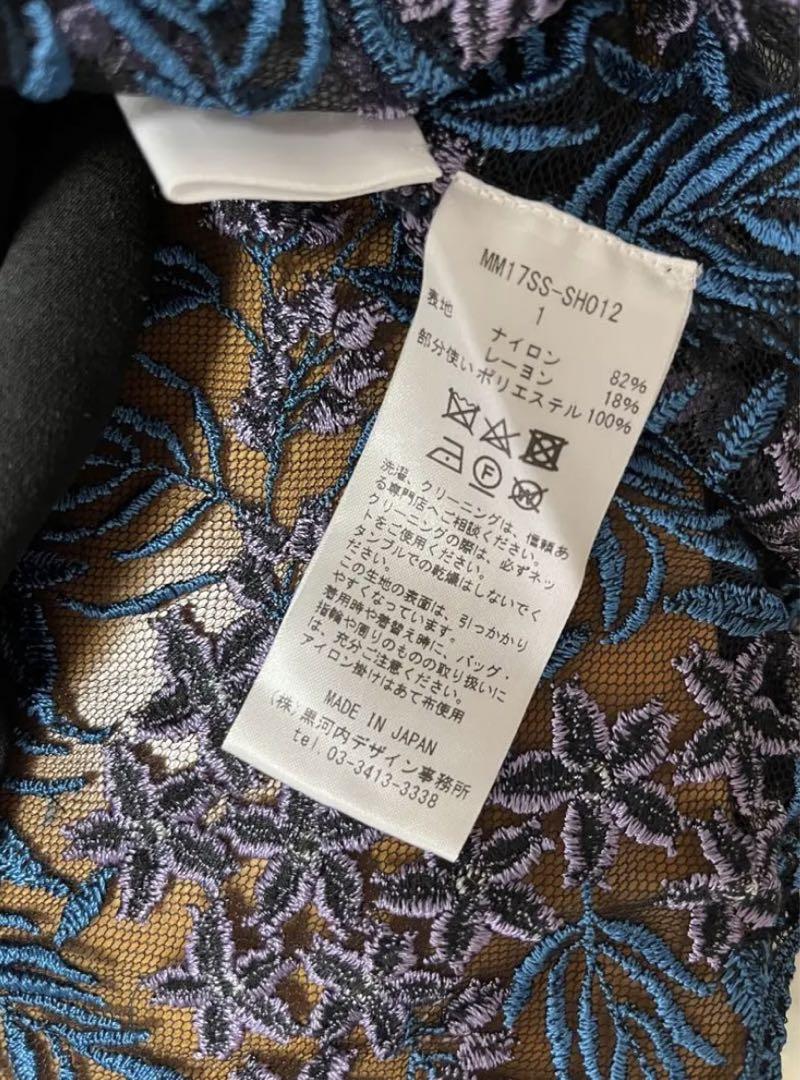 MM17SS-SH012
1
表地
ナイロン 82%
レーヨン 18%
部分使い ポリエステル 100%
洗濯、クリーニングは、信頼あ
る専門店へご相談ください。
クリーニングの際は、必ずネッ
トをご使用ください。
タンブルでの乾燥はしないでく
ださい。
この生地の表面は、引っかかり
やすくなっています。
着用時や着替え時に、バッグ・
指輪や周りのものの取り扱いに
は、充分ご注意ください。
アイロン掛けはあて布使用
MADE IN JAPAN
(株)黒河内デザイン事務所
tel. 03-3413-3338